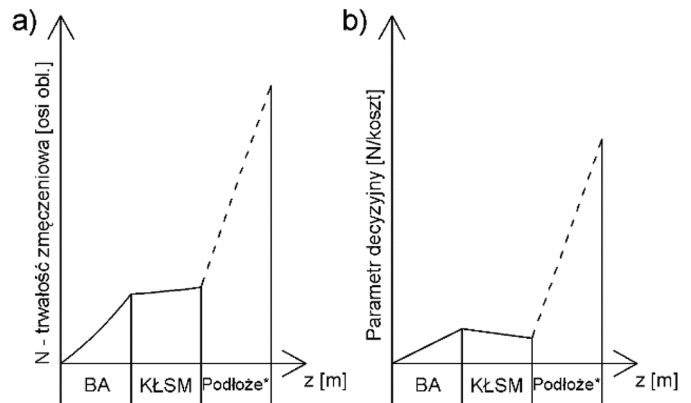 a)
N - trwałość zmęczeniowa [osi obl.]
BA
KŁSM
Podłoże*
z [m]
b)
Parametr decyzyjny [N/koszt]
BA
KŁSM
Podłoże*
z [m]